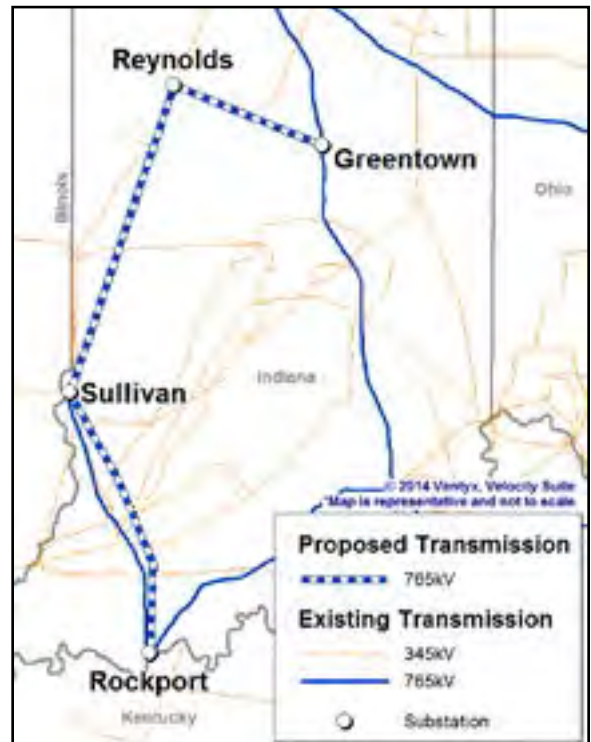 Reynolds
Greentown
Illinois
Ohio
Sullivan
Indiana
© 2014 Ventyx, Velocity Suite
*Map is representative and not to scale
Proposed Transmission
765kV
Existing Transmission
345kV
765kV
Substation
Rockport
Kentucky